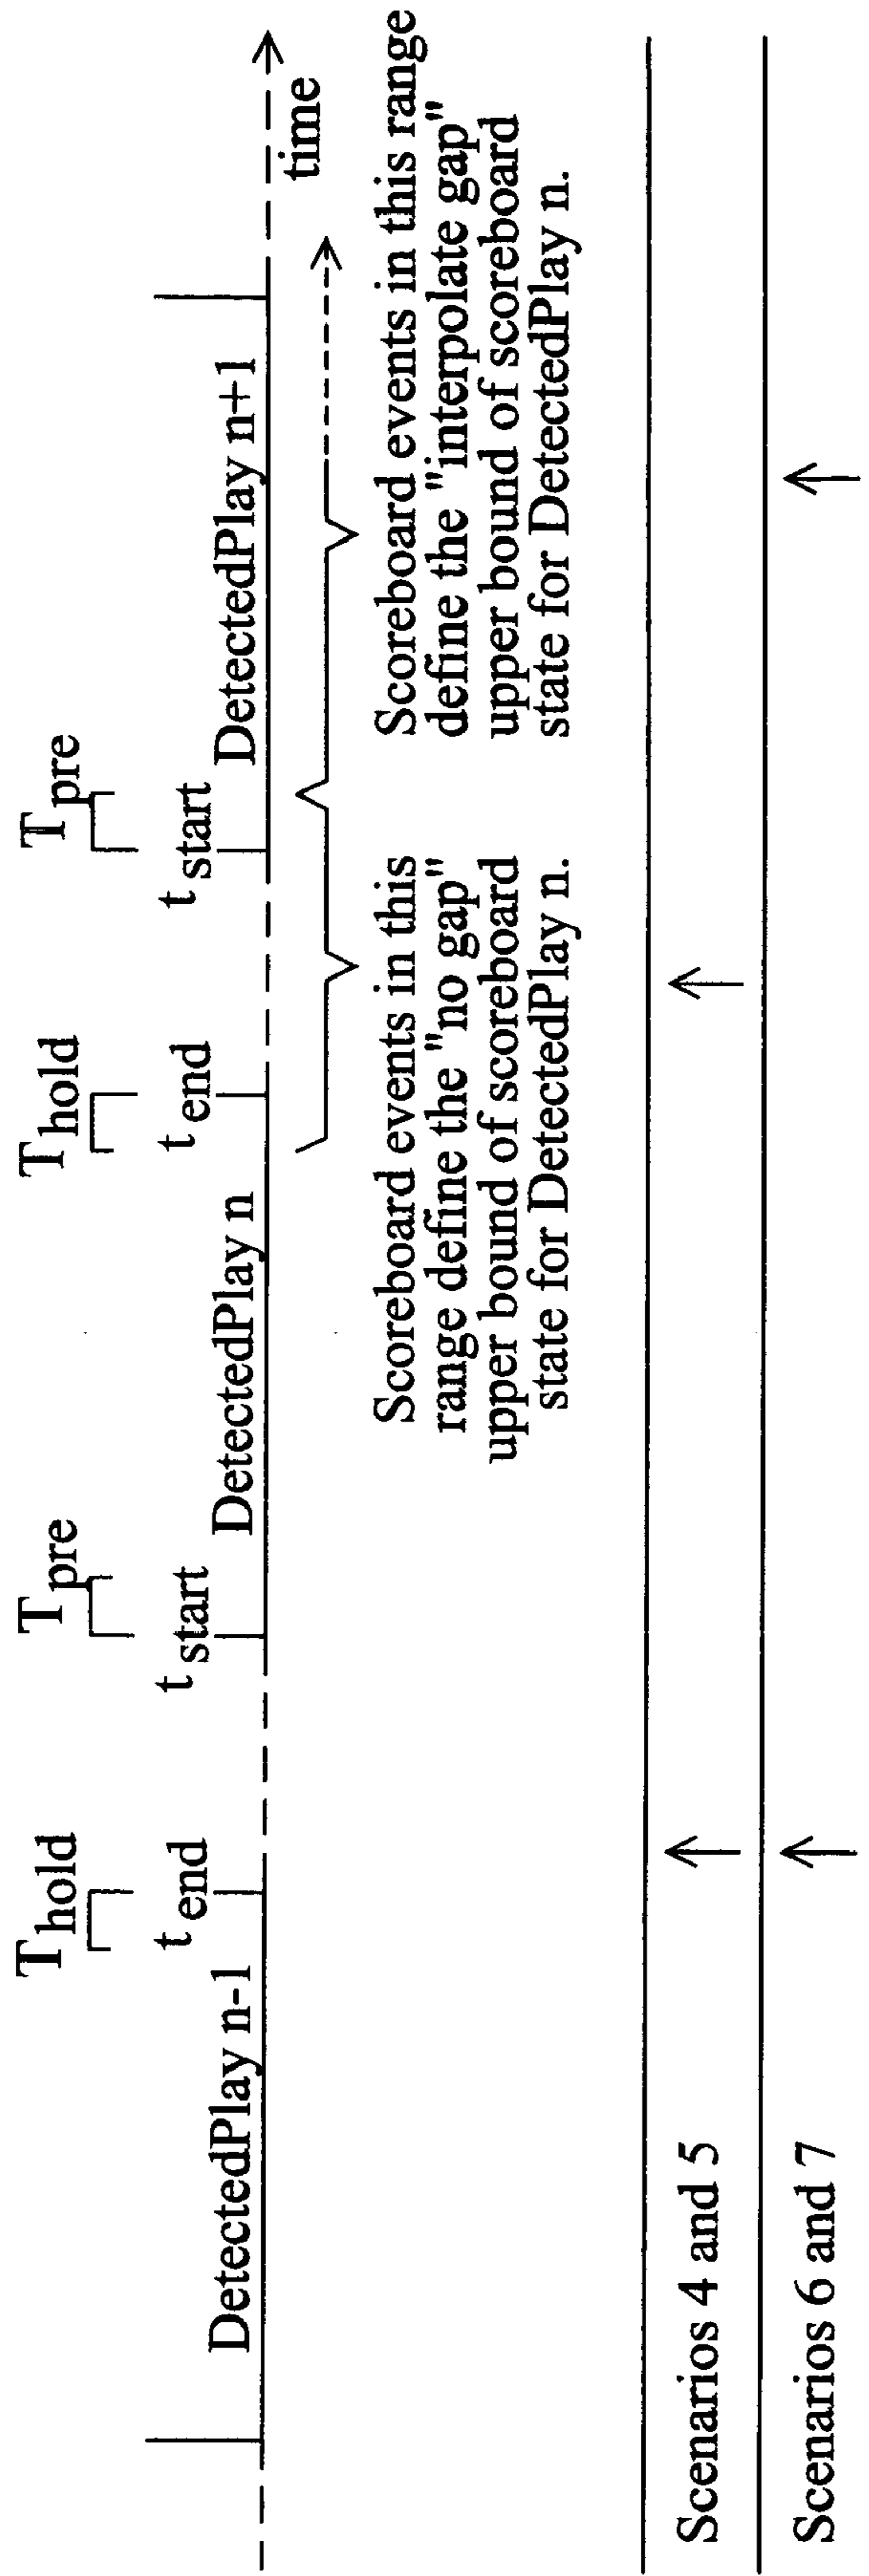 T hold
T pre
T hold
T pre
t end
t start
t end
t start
DetectedPlay n-1
DetectedPlay n
DetectedPlay n+1
time
Scoreboard events in this
range define the "no gap"
upper bound of scoreboard
state for DetectedPlay n.
Scoreboard events in this range
define the "interpolate gap"
upper bound of scoreboard
state for DetectedPlay n.
Scenarios 4 and 5
Scenarios 6 and 7